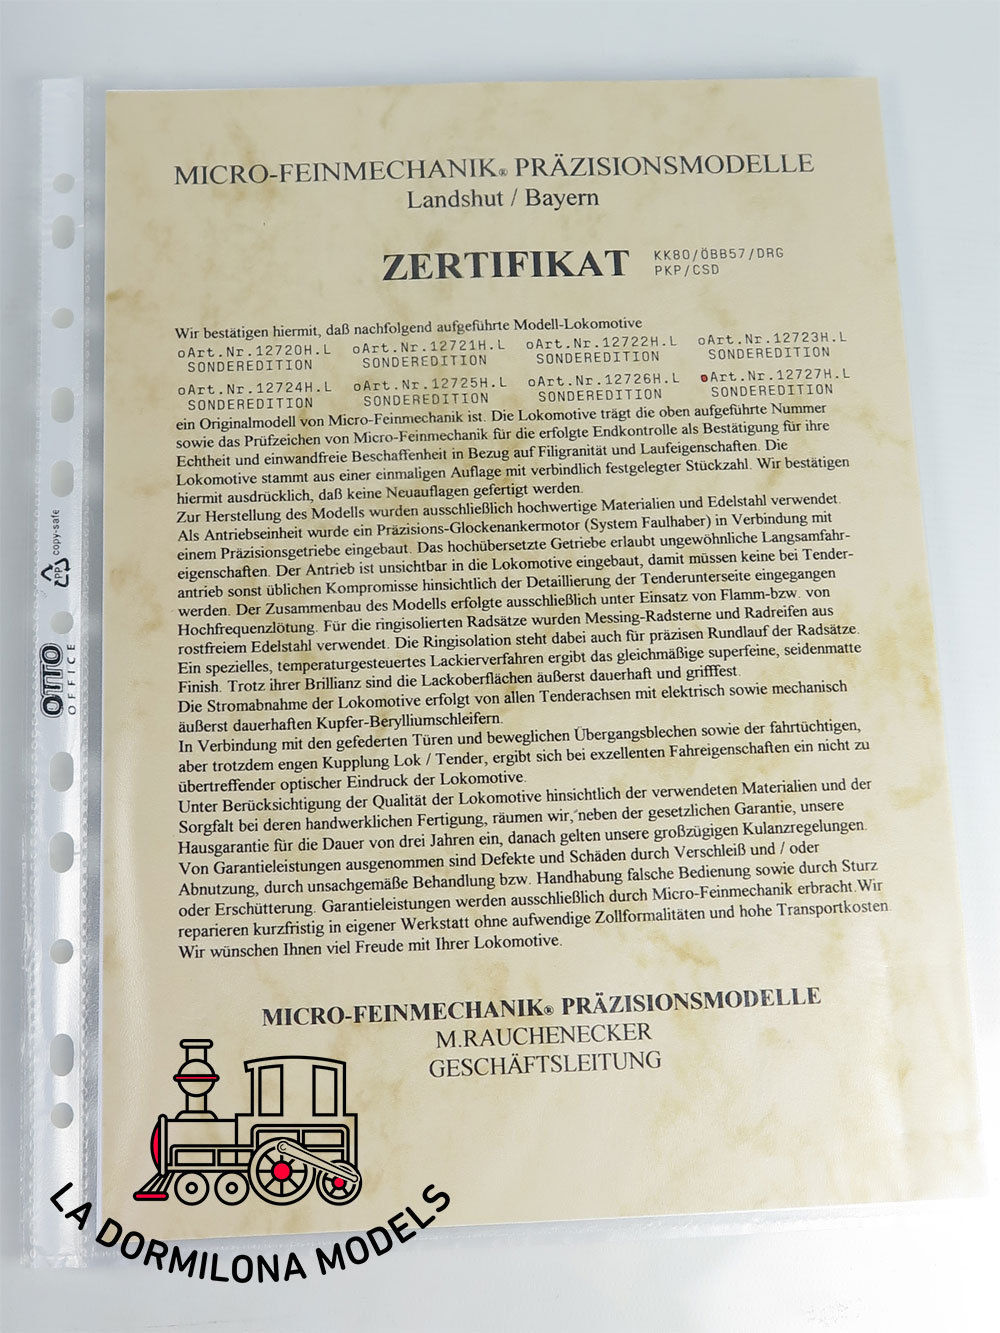 MICRO-FEINMECHANIK® PRÄZISIONSMODELLE
Landshut / Bayern
ZERTIFIKAT KK80/ÖBB57/DRG
PKP/CSD
Wir bestätigen hiermit, daß nachfolgend aufgeführte Modell-Lokomotive
oArt.Nr.12720H.L oArt.Nr.12721H.L oArt.Nr.12722H.L oArt.Nr.12723H.L
SONDEREDITION SONDEREDITION SONDEREDITION SONDEREDITION
oArt.Nr.12724H.L oArt.Nr.12725H.L oArt.Nr.12726H.L oArt.Nr.12727H.L
SONDEREDITION SONDEREDITION SONDEREDITION SONDEREDITION
ein Originalmodell von Micro-Feinmechanik ist. Die Lokomotive trägt die oben aufgeführte Nummer
sowie das Prüfzeichen von Micro-Feinmechanik für die erfolgte Endkontrolle als Bestätigung für ihre
Echtheit und einwandfreie Beschaffenheit in Bezug auf Filigranität und Laufeigenschaften. Die
Lokomotive stammt aus einer einmaligen Auflage mit verbindlich festgelegter Stückzahl. Wir bestätigen
hiermit ausdrücklich, daß keine Neuauflagen gefertigt werden.
Zur Herstellung des Modells wurden ausschließlich hochwertige Materialien und Edelstahl verwendet.
Als Antriebseinheit wurde ein Präzisions-Glockenankermotor (System Faulhaber) in Verbindung mit
einem Präzisionsgetriebe eingebaut. Das hochübersetzte Getriebe erlaubt ungewöhnliche Langsamfahr-
eigenschaften. Der Antrieb ist unsichtbar in die Lokomotive eingebaut, damit müssen keine bei Tender-
antrieb sonst üblichen Kompromisse hinsichtlich der Detaillierung der Tenderunterseite eingegangen
werden. Der Zusammenbau des Modells erfolgte ausschließlich unter Einsatz von Flamm-bzw. von
Hochfrequenzlötung. Für die ringisolierten Radsätze wurden Messing-Radsterne und Radreifen aus
rostfreiem Edelstahl verwendet. Die Ringisolation steht dabei auch für präzisen Rundlauf der Radsätze.
Ein spezielles, temperaturgesteuertes Lackierverfahren ergibt das gleichmäßige superfeine, seidenmatte
Finish. Trotz ihrer Brillianz sind die Lackoberflächen äußerst dauerhaft und grifffest.
Die Stromabnahme der Lokomotive erfolgt von allen Tenderachsen mit elektrisch sowie mechanisch
äußerst dauerhaften Kupfer-Berylliumschleifern.
In Verbindung mit den gefederten Türen und beweglichen Übergangsblechen sowie der fahrtüchtigen,
aber trotzdem engen Kupplung Lok / Tender, ergibt sich bei exzellenten Fahreigenschaften ein nicht zu
übertreffender optischer Eindruck der Lokomotive.
Unter Berücksichtigung der Qualität der Lokomotive hinsichtlich der verwendeten Materialien und der
Sorgfalt bei deren handwerklichen Fertigung, räumen wir, neben der gesetzlichen Garantie, unsere
Hausgarantie für die Dauer von drei Jahren ein, danach gelten unsere großzügigen Kulanzregelungen.
Von Garantieleistungen ausgenommen sind Defekte und Schäden durch Verschleiß und / oder
Abnutzung, durch unsachgemäße Behandlung bzw. Handhabung falsche Bedienung sowie durch Sturz
oder Erschütterung. Garantieleistungen werden ausschließlich durch Micro-Feinmechanik erbracht.Wir
reparieren kurzfristig in eigener Werkstatt ohne aufwendige Zollformalitäten und hohe Transportkosten.
Wir wünschen Ihnen viel Freude mit Ihrer Lokomotive.
MICRO-FEINMECHANIK® PRÄZISIONSMODELLE
M.RAUCHENECKER
GESCHÄFTSLEITUNG
LA DORMILONA MODELS
OTTO
OFFICE
PP
copy-safe